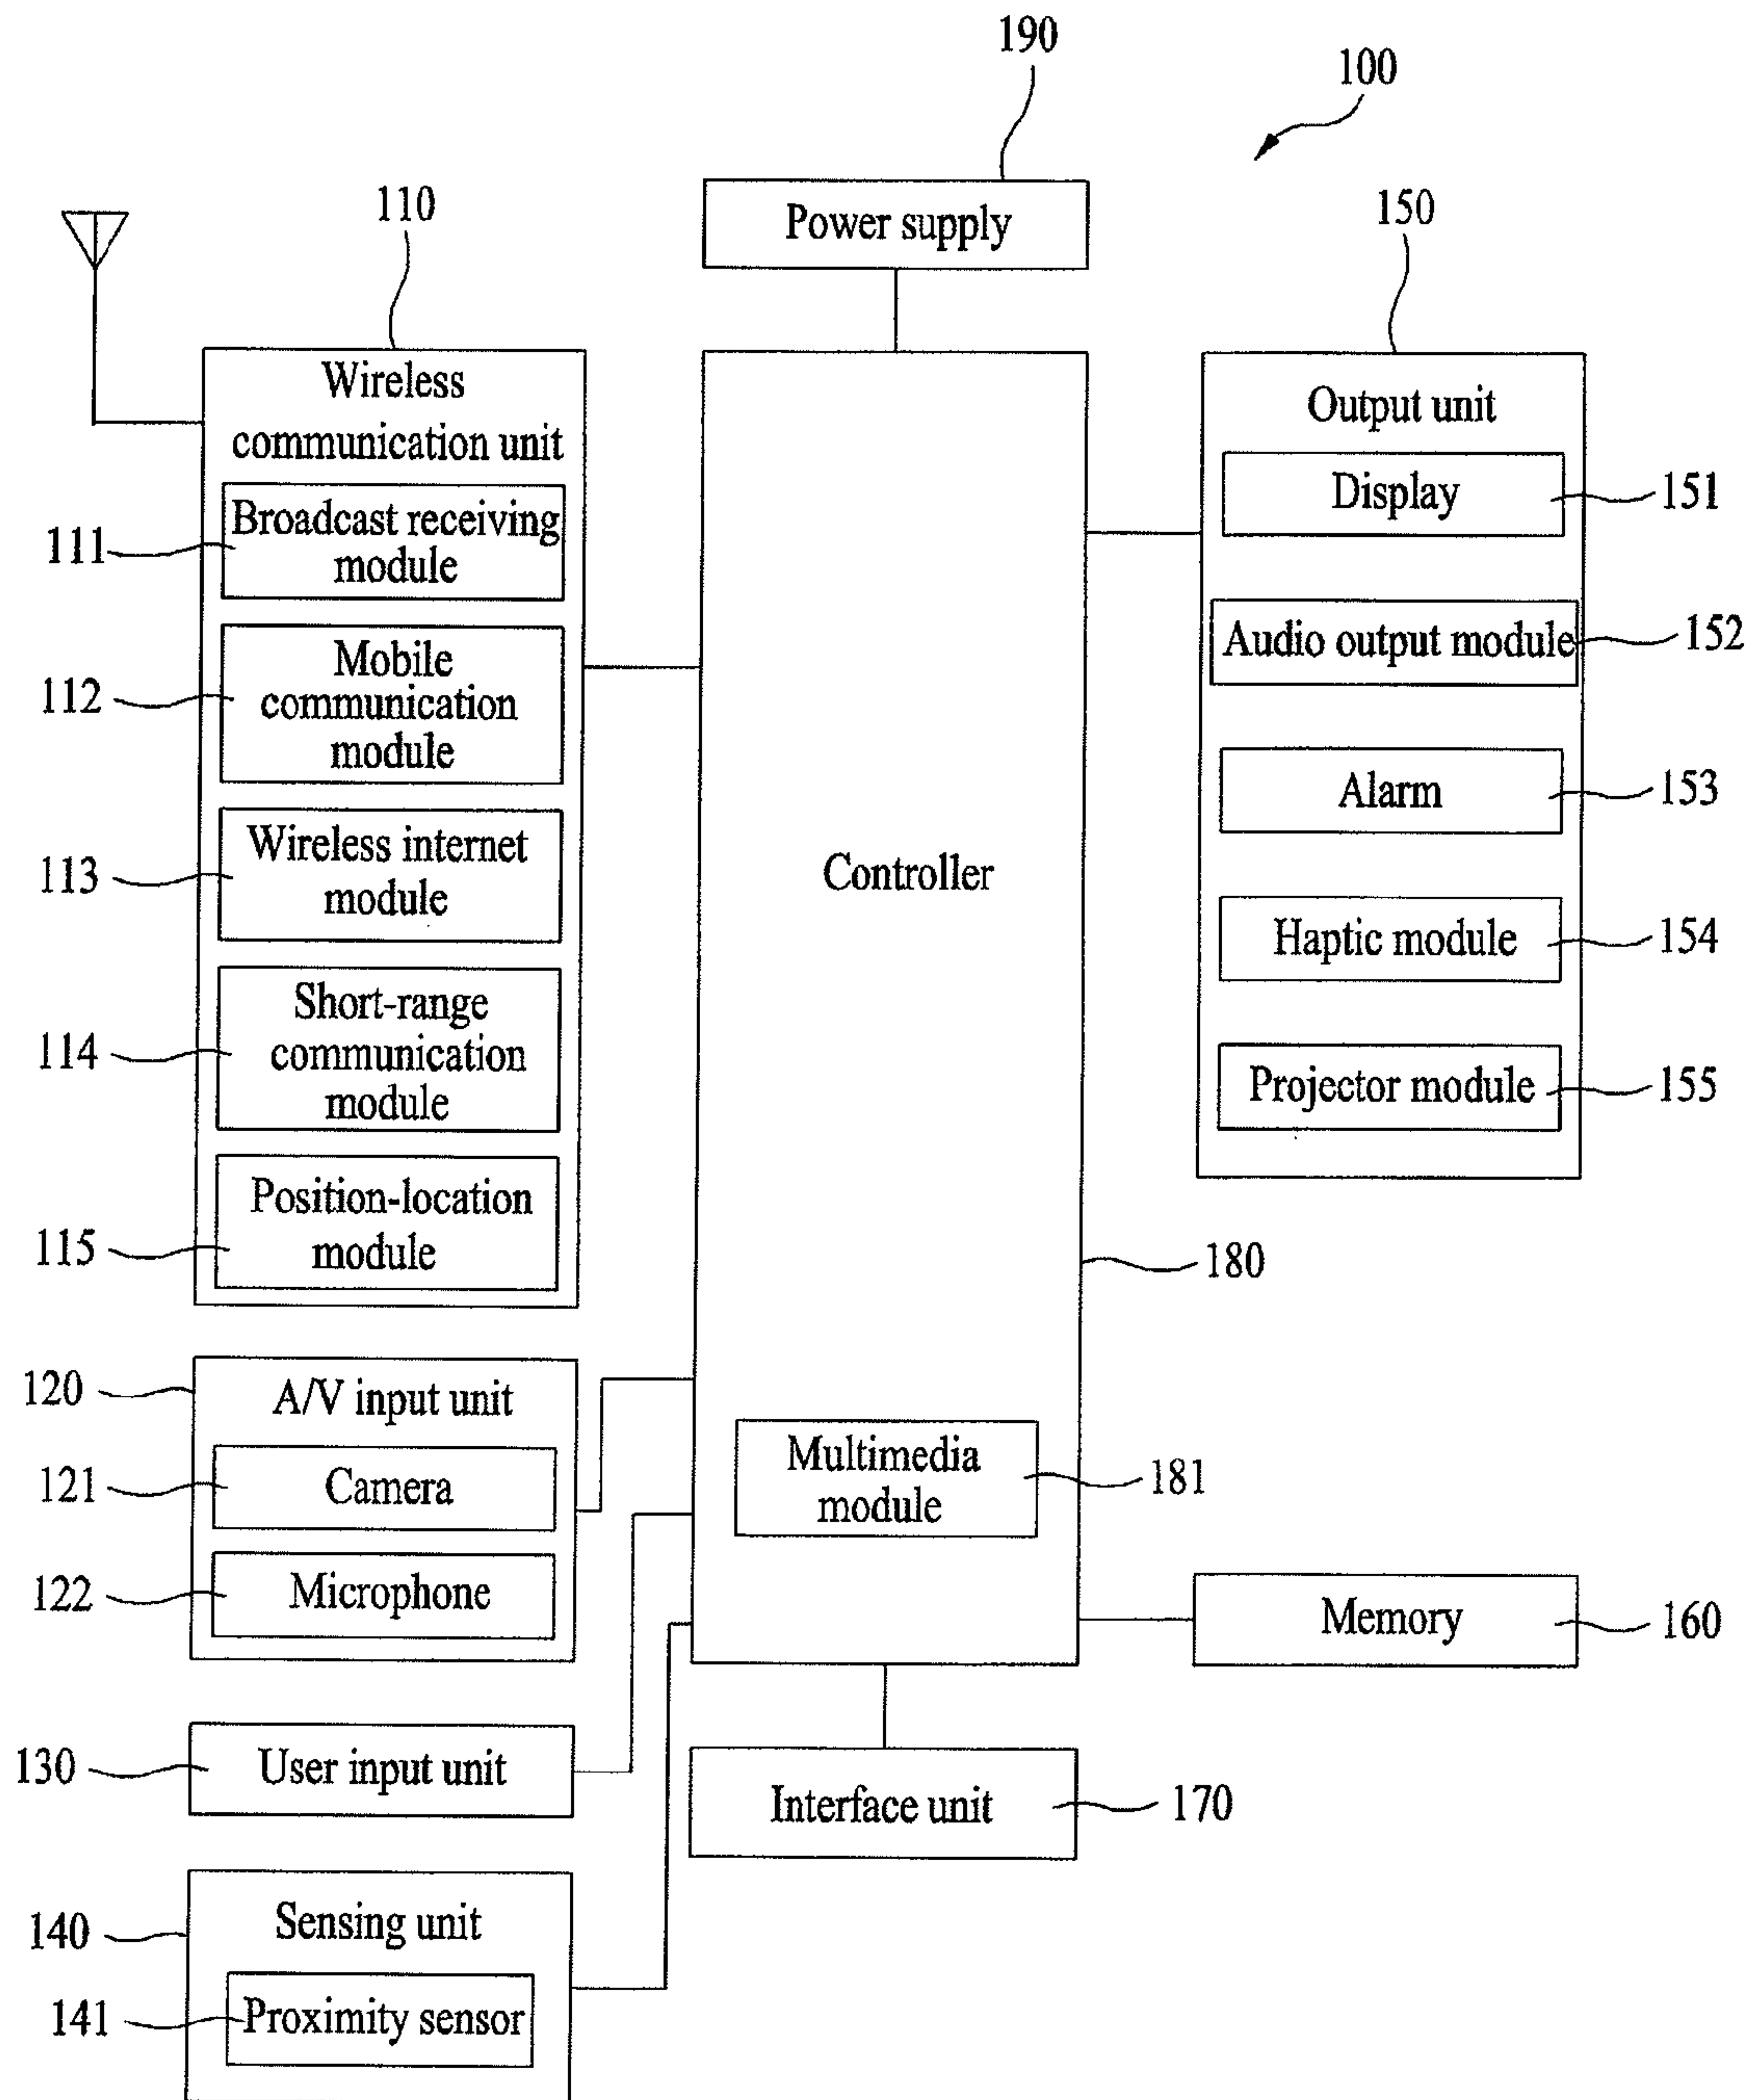 190
100
Power supply
110
150
Wireless
communication unit
Broadcast receiving
module
111
Mobile
communication
module
112
Wireless internet
module
113
Short-range
communication
module
114
Position-location
module
115
Controller
Output unit
Display
151
Audio output module
152
Alarm
153
Haptic module
154
Projector module
155
180
120
A/V input unit
121
Camera
122
Microphone
Multimedia
module
181
Memory
160
130
User input unit
Interface unit
170
140
Sensing unit
141
Proximity sensor